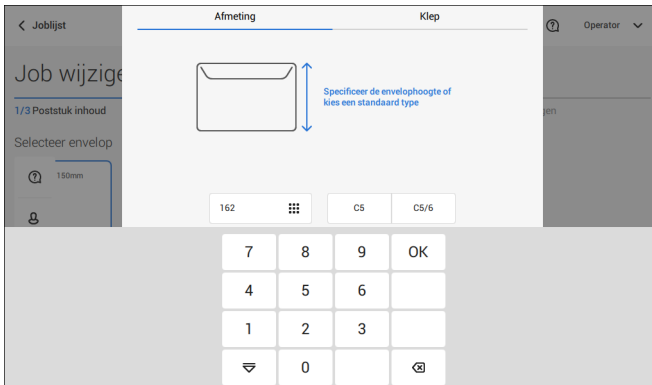 Joblijst
Afmeting
Klep
Operator
Job wijzige
1/3 Poststuk inhoud
gen
Specificeer de envelophoogte of
kies een standaard type
Selecteer envelop
150mm
162
C5
C5/6
7 8 9 OK
4 5 6
1 2 3
0